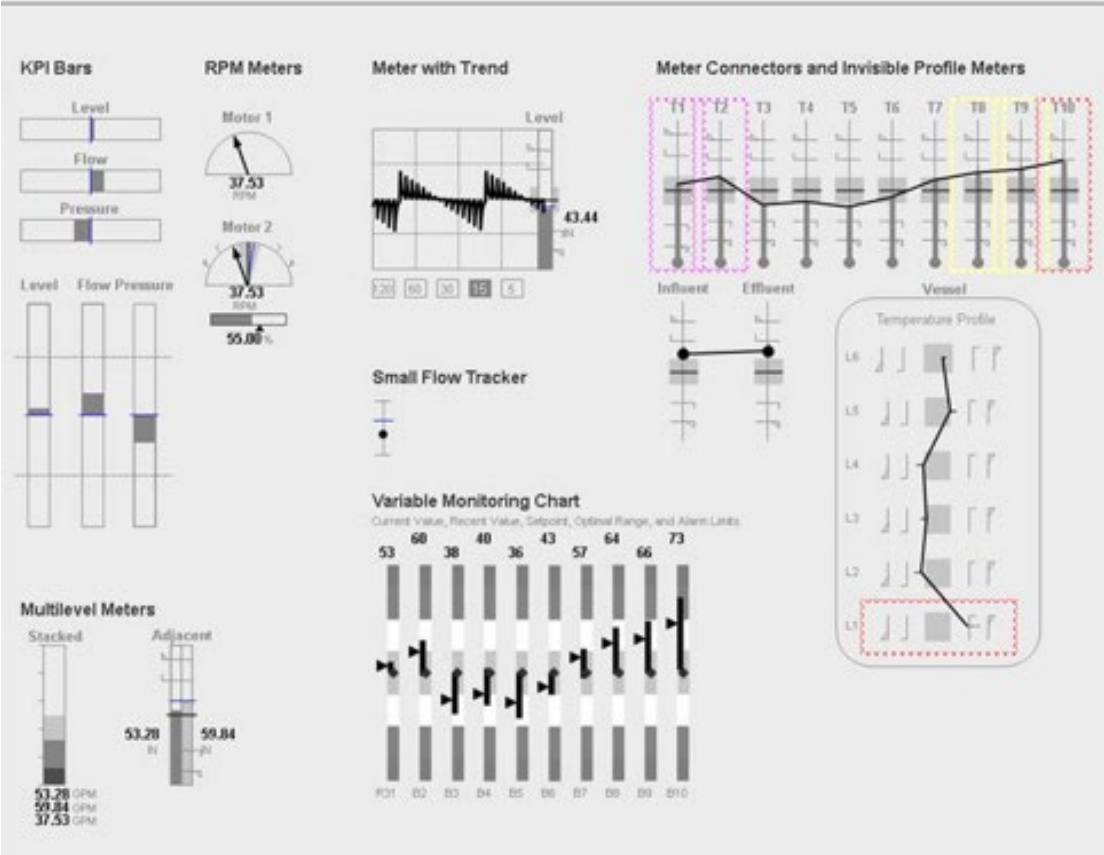 KPI Bars
RPM Meters
Meter with Trend
Meter Connectors and Invisible Profile Meters
Level
Flow
Pressure
Motor 1
37.53
RPM
Motor 2
37.53
RPM
55.00 %
Level
43.44
IN
120 60 30 15 5
T1 T2 T3 T4 T5 T6 T7 T8 T9 T10
Influent Effluent
Vessel
Temperature Profile
L6
L5
L4
L3
L2
L1
Level Flow Pressure
Small Flow Tracker
Variable Monitoring Chart
Current Value, Recent Value, Setpoint, Optimal Range, and Alarm Limits
53 60 38 40 36 43 57 64 66 73
R31 B2 B3 B4 B5 B6 B7 B8 B9 B10
Multilevel Meters
Stacked
53.28 GPM
59.84 GPM
37.53 GPM
Adjacent
53.28
IN
59.84
IN